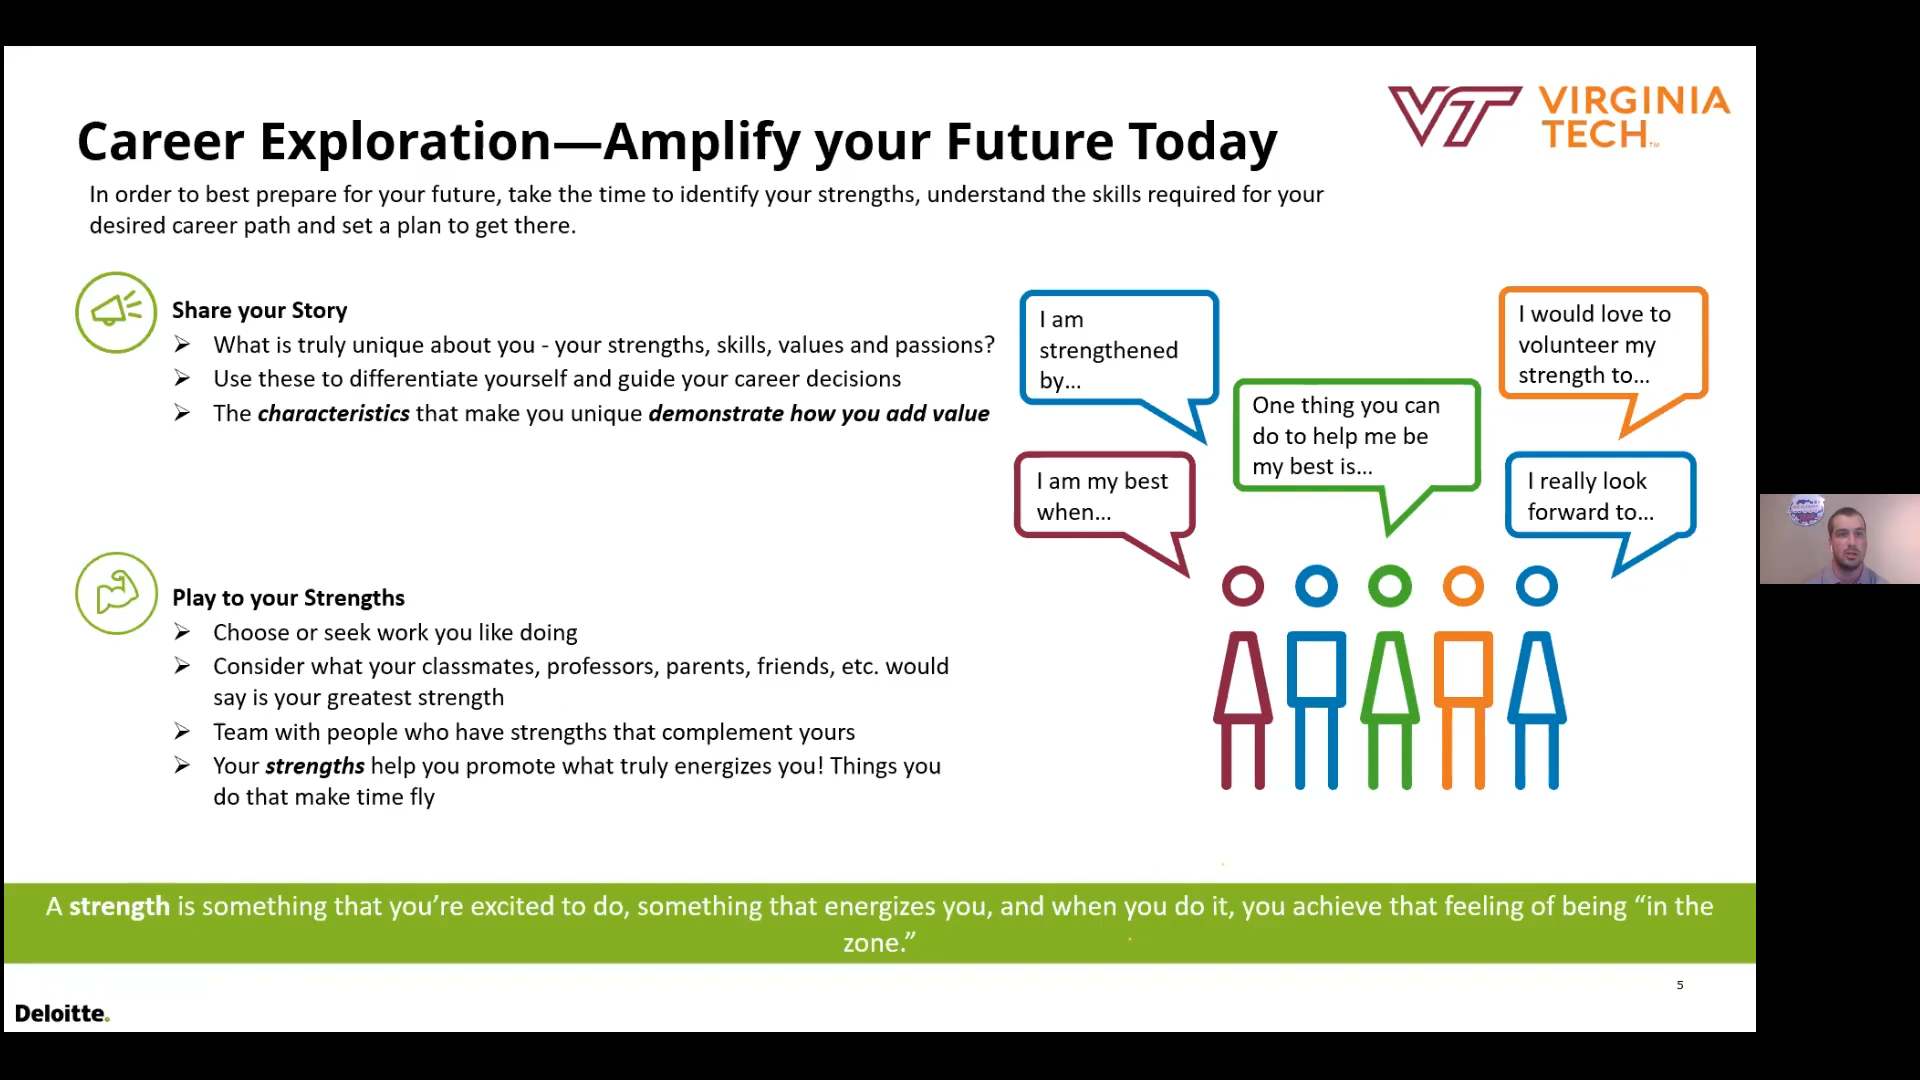 VT VIRGINIA
TECH™
Career Exploration—Amplify your Future Today
In order to best prepare for your future, take the time to identify your strengths, understand the skills required for your
desired career path and set a plan to get there.
Share your Story
➢ What is truly unique about you - your strengths, skills, values and passions?
➢ Use these to differentiate yourself and guide your career decisions
➢ The characteristics that make you unique demonstrate how you add value
Play to your Strengths
➢ Choose or seek work you like doing
➢ Consider what your classmates, professors, parents, friends, etc. would
say is your greatest strength
➢ Team with people who have strengths that complement yours
➢ Your strengths help you promote what truly energizes you! Things you
do that make time fly
I am
strengthened
by...
I am my best
when...
One thing you can
do to help me be
my best is...
I would love to
volunteer my
strength to...
I really look
forward to...
A strength is something that you’re excited to do, something that energizes you, and when you do it, you achieve that feeling of being “in the
zone.”
5
Deloitte.